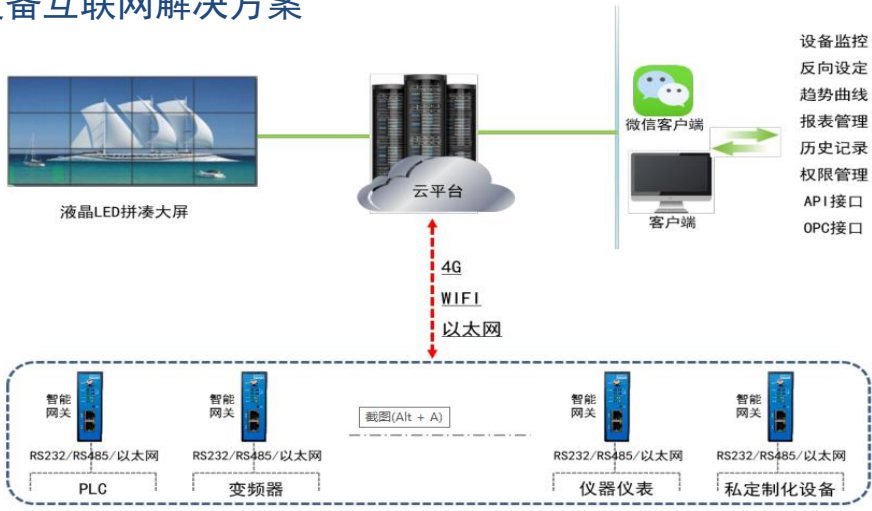 备互联网解决方案
设备监控
反向设定
趋势曲线
报表管理
历史记录
权限管理
API接口
OPC接口
微信客户端
客户端
液晶LED拼凑大屏
云平台
4G
WIFI
以太网
智能
网关
智能
网关
截图(Alt + A)
智能
网关
智能
网关
RS232/RS485/以太网
RS232/RS485/以太网
RS232/RS485/以太网
RS232/RS485/以太网
PLC
变频器
仪器仪表
私定制化设备